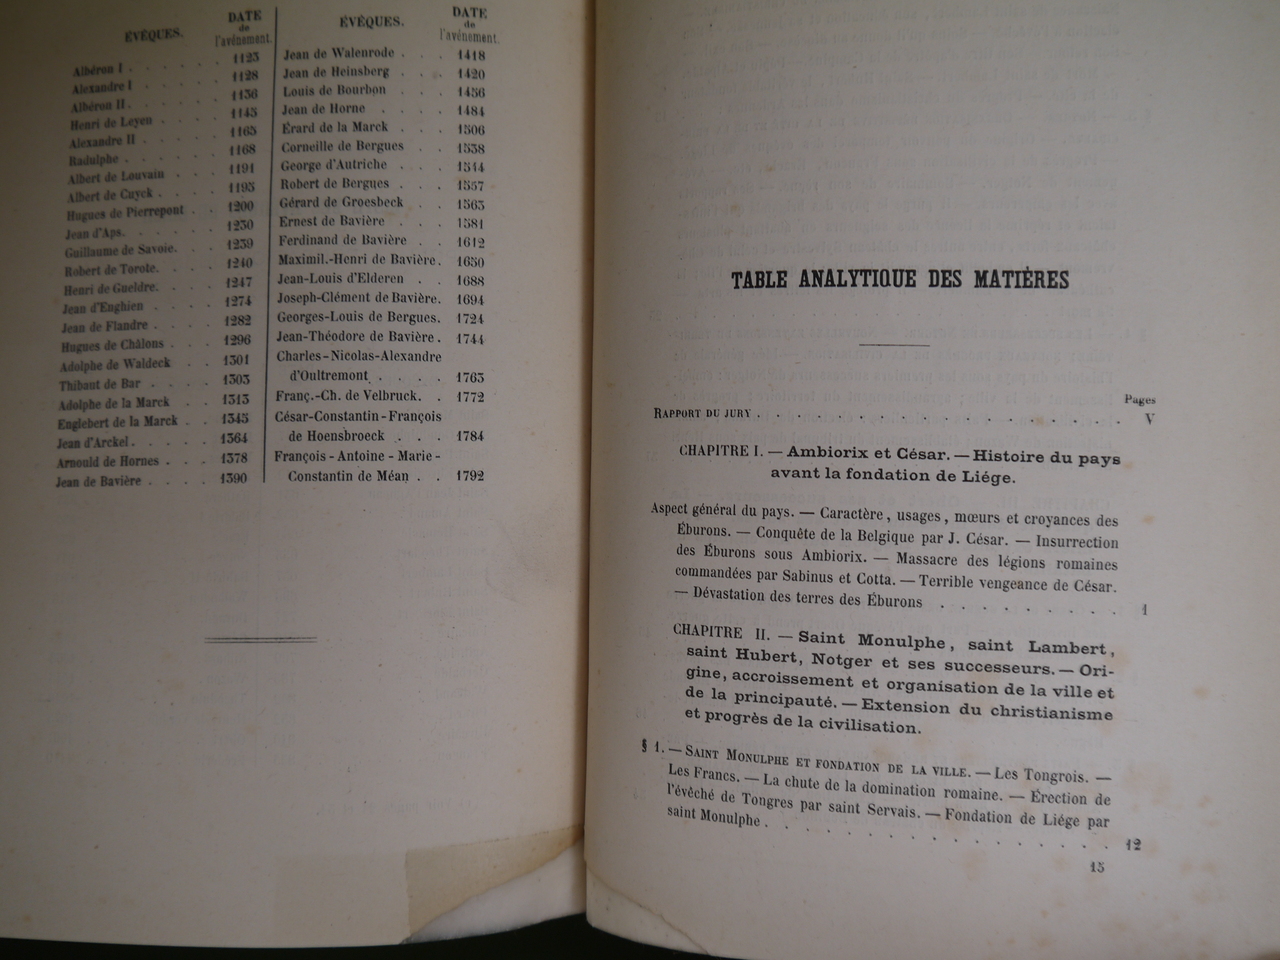 ÉVÊQUES.
DATE
de
l'avénement.
Albéron I . . . . . . 1123
Alexandre I . . . . . 1128
Albéron II. . . . . . 1136
Henri de Leyen . . . . 1145
Alexandre II . . . . . 1165
Radulphe . . . . . . 1168
Albert de Louvain . . . 1191
Albert de Cuyck . . . . 1195
Hugues de Pierrepont . . 1200
Jean d'Aps. . . . . . 1230
Guillaume de Savoie. . . 1239
Robert de Torote. . . . 1240
Henri de Gueldre. . . . 1247
Jean d'Enghien . . . . 1274
Jean de Flandre . . . . 1282
Hugues de Châlons . . . 1296
Adolphe de Waldeck . . 1301
Thibaut de Bar . . . . 1303
Adolphe de la Marck . . 1313
Englebert de la Marck . . 1345
Jean d'Arckel. . . . . 1364
Arnould de Hornes . . . 1378
Jean de Bavière . . . . 1390
ÉVÊQUES.
DATE
de
l'avénement.
Jean de Walenrode . . . 1418
Jean de Heinsberg . . . 1420
Louis de Bourbon . . . 1456
Jean de Horne . . . . 1484
Érard de la Marck . . . 1506
Corneille de Bergues . . 1538
George d'Autriche . . . 1544
Robert de Bergues . . . 1557
Gérard de Groesbeck . . 1563
Ernest de Bavière . . . 1581
Ferdinand de Bavière . . 1612
Maximil.-Henri de Bavière. 1650
Jean-Louis d'Elderen . . 1688
Joseph-Clément de Bavière. 1694
Georges-Louis de Bergues. 1724
Jean-Théodore de Bavière . 1744
Charles-Nicolas-Alexandre
d'Oultremont . . . . 1763
Franç.-Ch. de Velbruck. . 1772
César-Constantin-François
de Hoensbroeck . . . 1784
François-Antoine-Marie-
Constantin de Méan . . 1792
TABLE ANALYTIQUE DES MATIÈRES
Pages
RAPPORT DU JURY . . . . . . . . . . . . . . . . V
CHAPITRE I. — Ambiorix et César. — Histoire du pays
avant la fondation de Liége.
Aspect général du pays. — Caractère, usages, mœurs et croyances des
Éburons. — Conquête de la Belgique par J. César. — Insurrection
des Éburons sous Ambiorix. — Massacre des légions romaines
commandées par Sabinus et Cotta. — Terrible vengeance de César.
— Dévastation des terres des Éburons . . . . . . . . . 1
CHAPITRE II. — Saint Monulphe, saint Lambert,
saint Hubert, Notger et ses successeurs. — Ori-
gine, accroissement et organisation de la ville et
de la principauté. — Extension du christianisme
et progrès de la civilisation.
§ 1. — SAINT MONULPHE ET FONDATION DE LA VILLE. — Les Tongrois. —
Les Francs. — La chute de la domination romaine. — Érection de
l'évêché de Tongres par saint Servais. — Fondation de Liége par
saint Monulphe . . . . . . . . . . . . . . . . 12
15